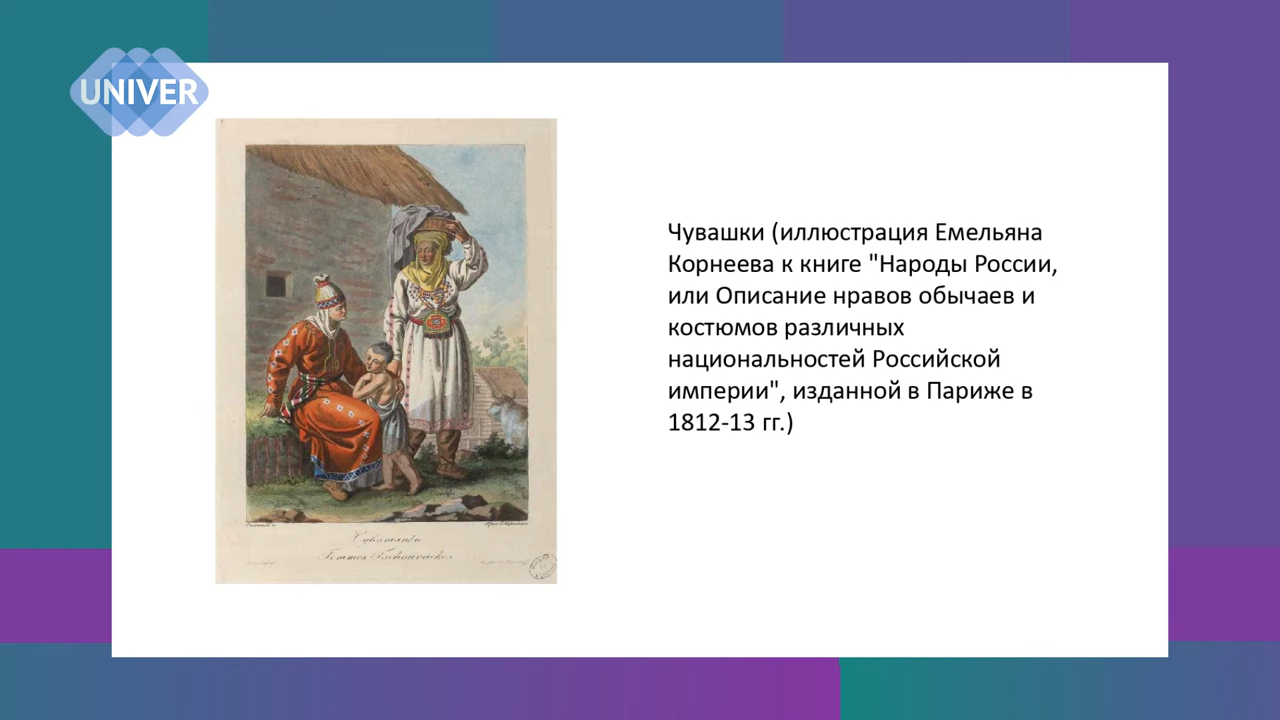 UNIVER
Чувашки (иллюстрация Емельяна
Корнеева к книге "Народы России,
или Описание нравов обычаев и
костюмов различных
национальностей Российской
империи", изданной в Париже в
1812-13 гг.)